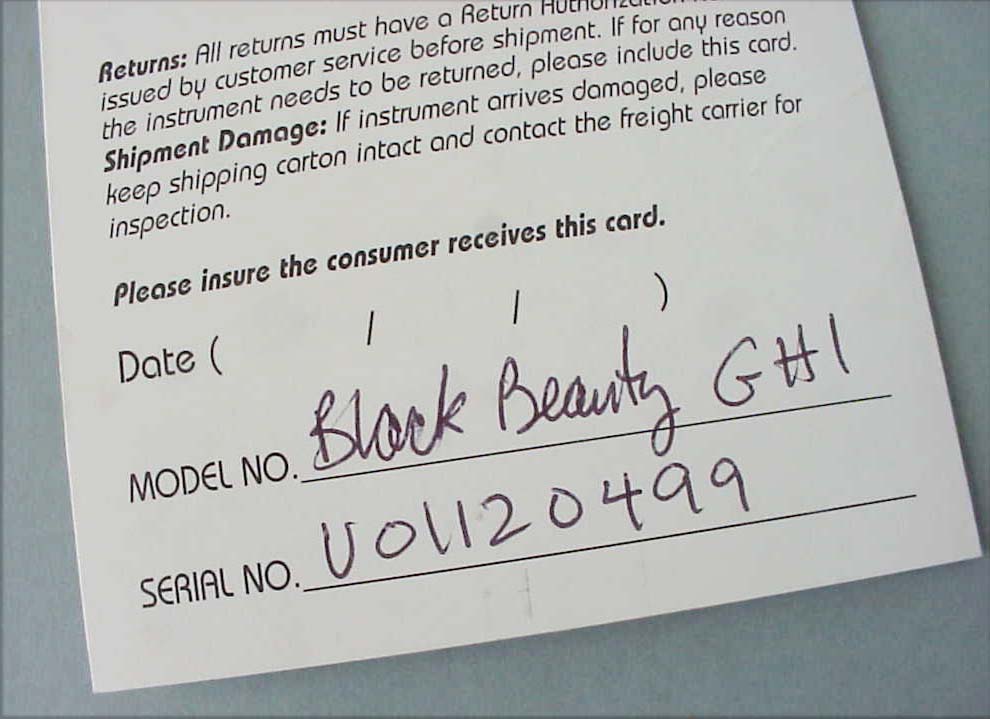 Returns: All returns must have a Return Authorization
issued by customer service before shipment. If for any reason
the instrument needs to be returned, please include this card.
Shipment Damage: If instrument arrives damaged, please
keep shipping carton intact and contact the freight carrier for
inspection.
Please insure the consumer receives this card.
Date ( / / )
MODEL NO. Black Beauty GH1
SERIAL NO. U01120499